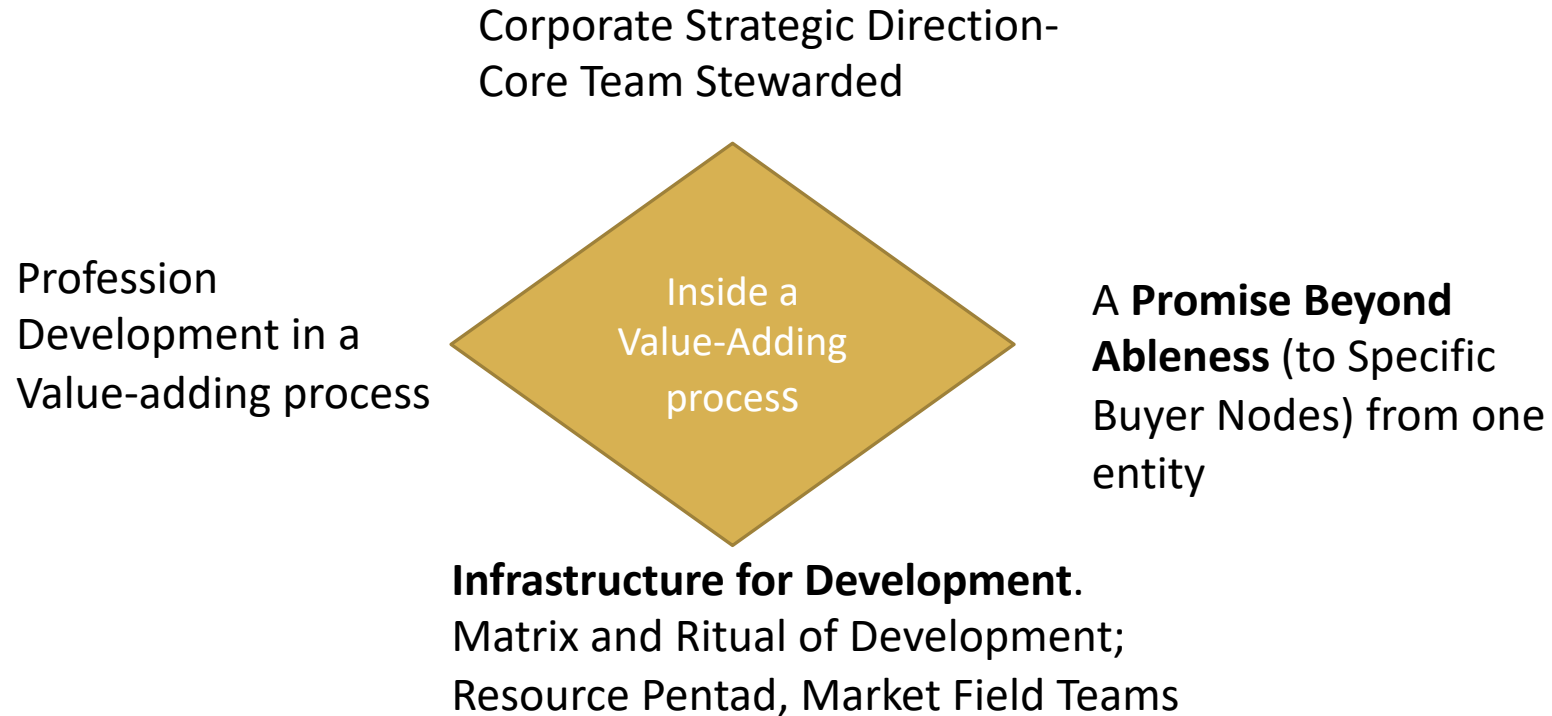 Corporate Strategic Direction-
Core Team Stewarded
Profession
Development in a
Value-adding process
Inside a
Value-Adding
process
A Promise Beyond
Ableness (to Specific
Buyer Nodes) from one
entity
Infrastructure for Development.
Matrix and Ritual of Development;
Resource Pentad, Market Field Teams